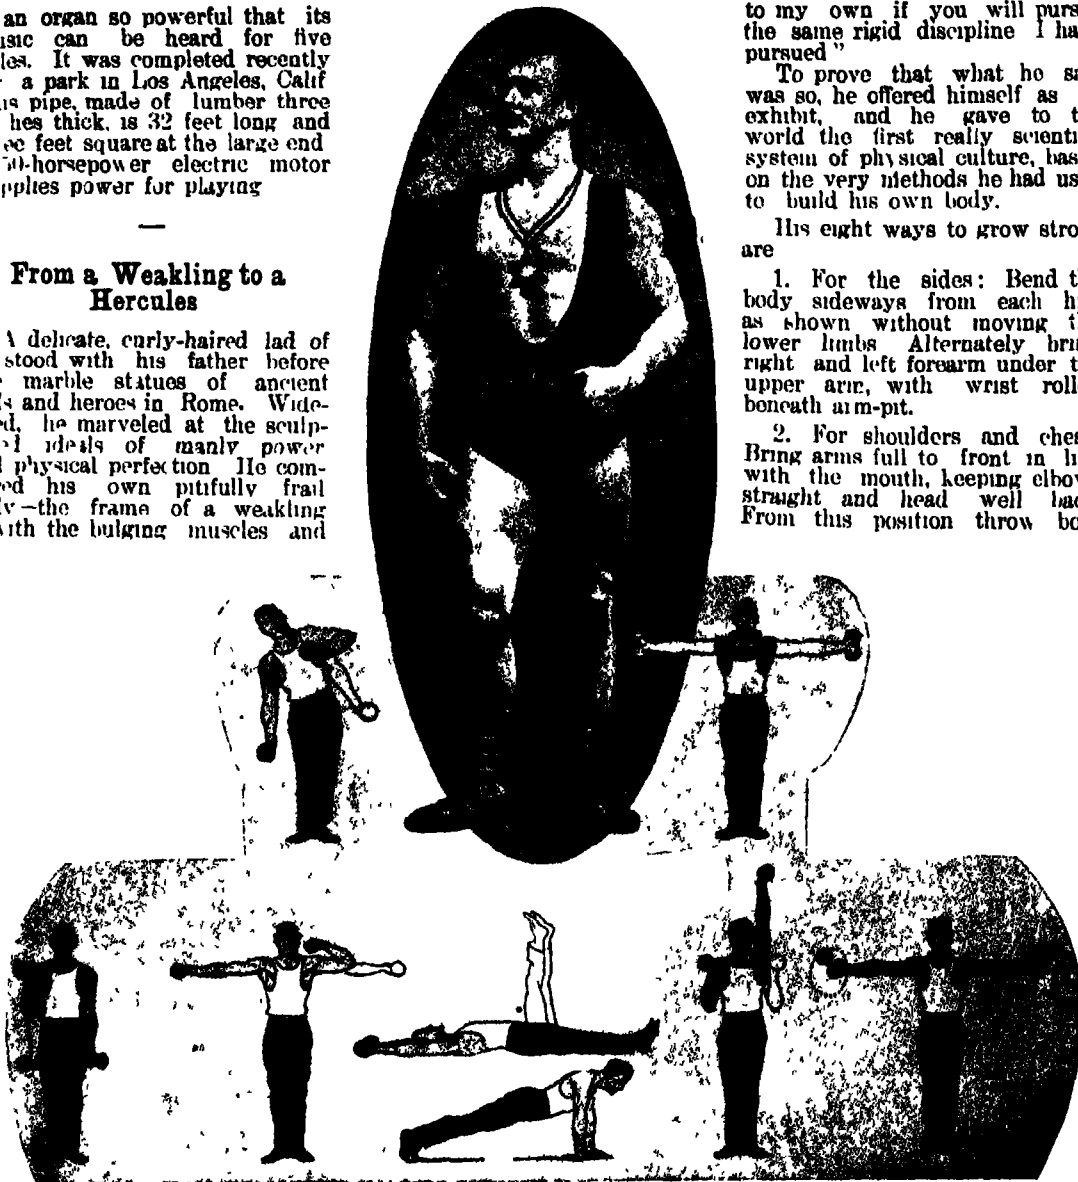 an organ so powerful that its
can be heard for five
It was completed recently
a park in Los Angeles, Calif
pipe, made of lumber three
thick, is 32 feet long and
feet square at the large end
horsepower electric motor
power for playing
From a Weakling to a
Hercules
A delicate, curly-haired lad of
stood with his father before
marble statues of ancient
and heroes in Rome. Wide-
he marveled at the sculp-
ideals of manly power
physical perfection He com-
his own pitifully frail
—the frame of a weakling
with the bulging muscles and
to my own if you will purs
the same rigid discipline I ha
pursued”
To prove that what he sa
was so, he offered himself as
exhibit, and he gave to t
world the first really scienti
system of physical culture, bas
on the very methods he had us
to build his own body.
His eight ways to grow stro
are
1. For the sides: Bend t
body sideways from each h
as shown without moving t
lower limbs Alternately brin
right and left forearm under t
upper arm, with wrist roll
beneath arm-pit.
2. For shoulders and ches
Bring arms full to front in li
with the mouth, keeping elbow
straight and head well bac
From this position throw bo